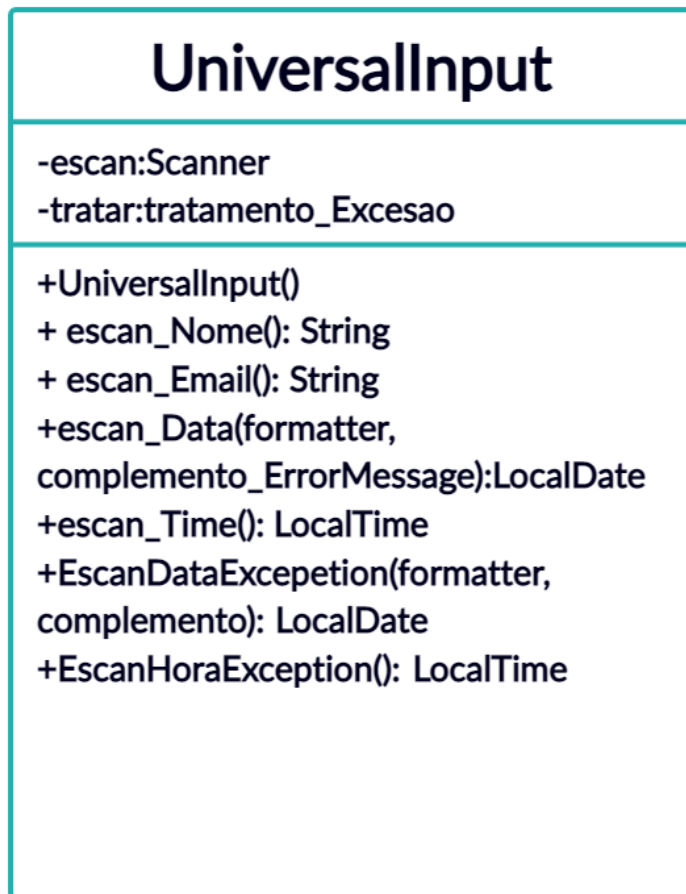 UniversalInput
-escan:Scanner
-tratar:tratamento_Excesao
+UniversalInput()
+ escan_Nome(): String
+ escan_Email(): String
+escan_Data(formatter,
complemento_ErrorMessage):LocalDate
+escan_Time(): LocalTime
+EscanDataExcepetion(formatter,
complemento): LocalDate
+EscanHoraException(): LocalTime